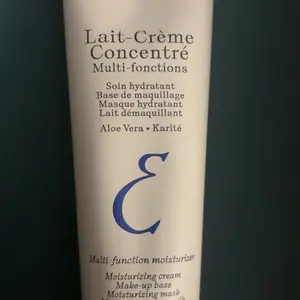 Lait-Crème
Concentré
Multi-fonctions
Soin hydratant
Base de maquillage
Masque hydratant
Lait démaquillant
Aloe Vera • Karité
E
Multi-function moisturizer
Moisturizing cream
Make-up base
Moisturizing mask